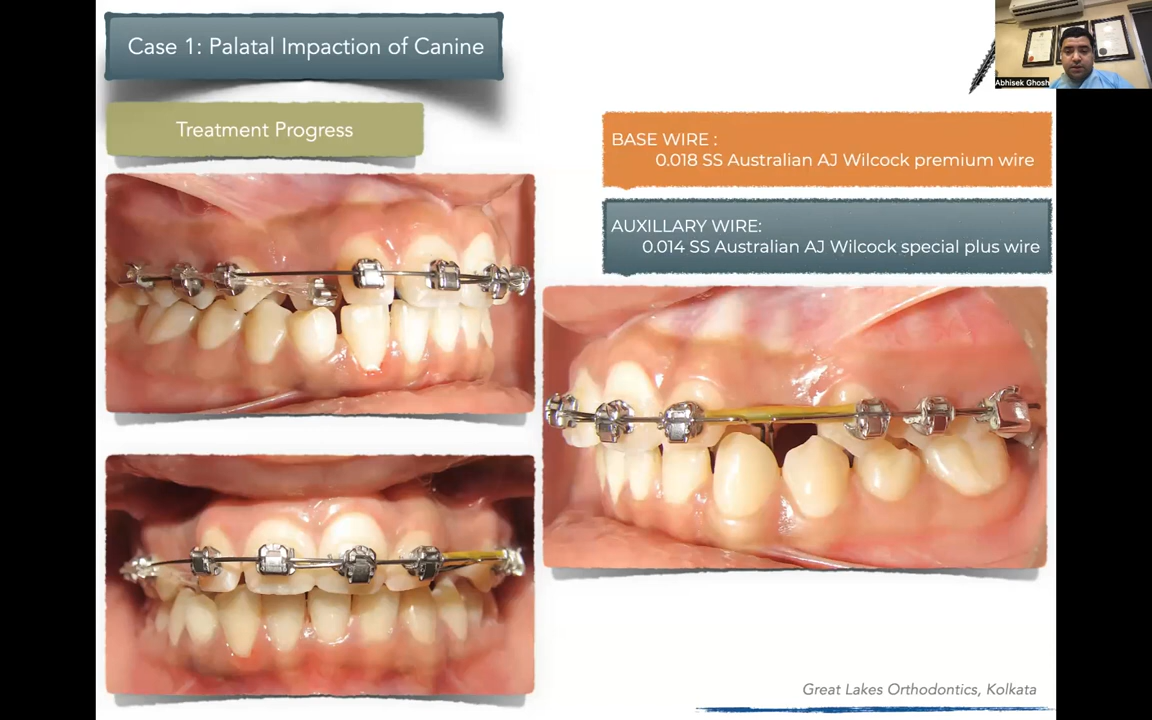 Case 1: Palatal Impaction of Canine
Abhisek Ghosh
Treatment Progress
BASE WIRE :
0.018 SS Australian AJ Wilcock premium wire
AUXILLARY WIRE:
0.014 SS Australian AJ Wilcock special plus wire
Great Lakes Orthodontics, Kolkata